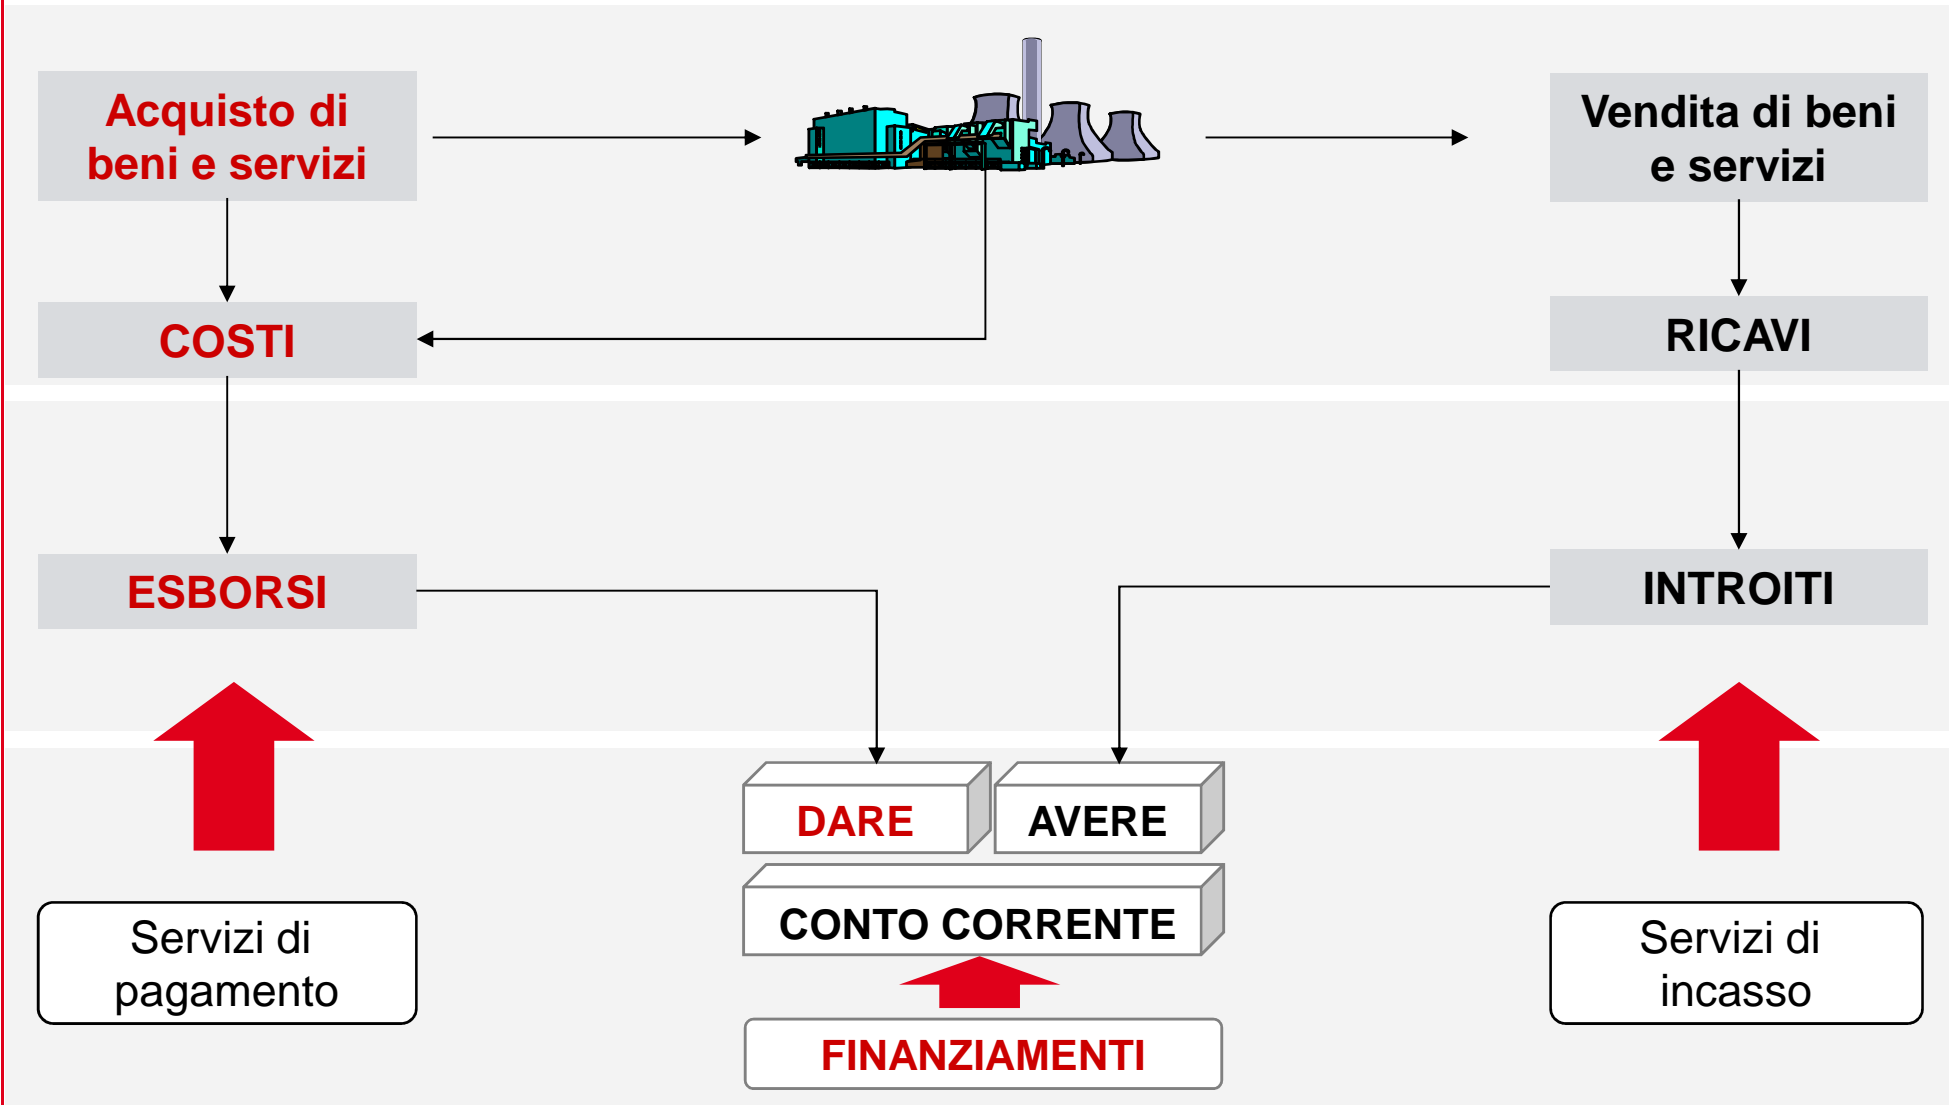 Acquisto di
beni e servizi
Vendita di beni
e servizi
COSTI
RICAVI
ESBORSI
INTROITI
DARE
AVERE
CONTO CORRENTE
Servizi di
pagamento
Servizi di
incasso
FINANZIAMENTI